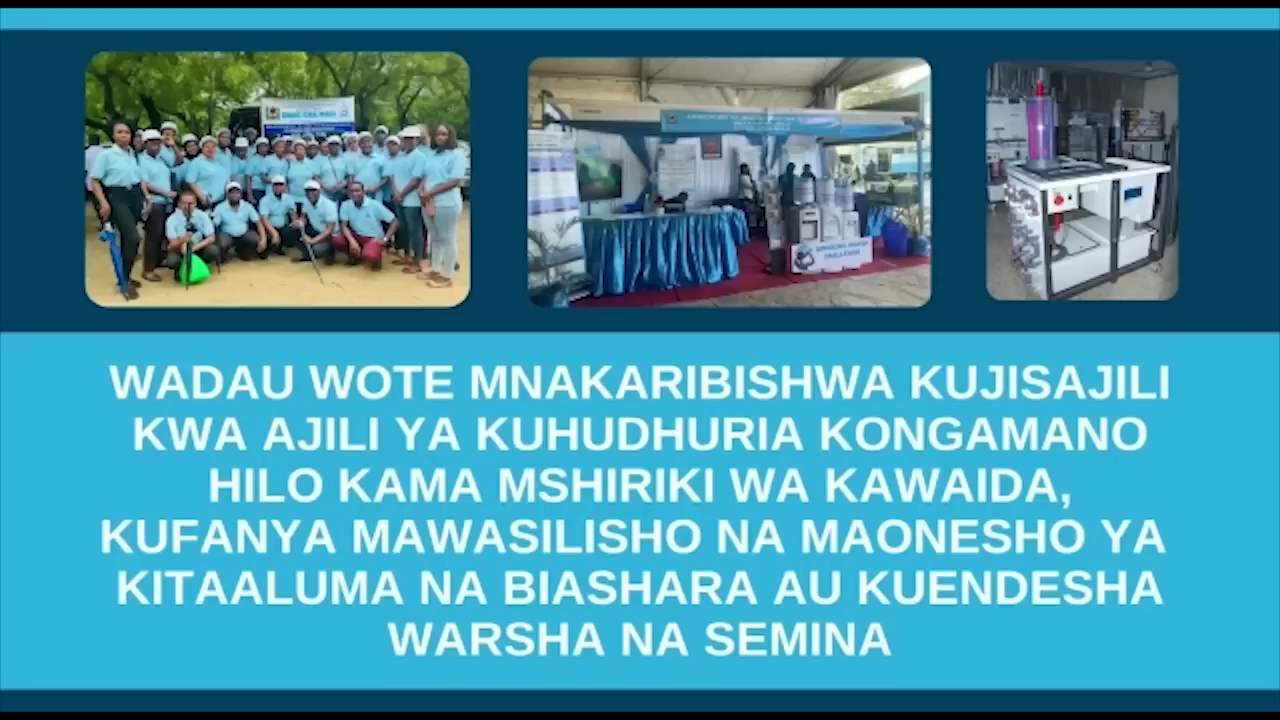 WADAU WOTE MNAKARIBISHWA KUJISAJILI
KWA AJILI YA KUHUDHURIA KONGAMANO
HILO KAMA MSHIRIKI WA KAWAIDA,
KUFANYA MAWASILISHO NA MAONESHO YA
KITAALUMA NA BIASHARA AU KUENDESHA
WARSHA NA SEMINA